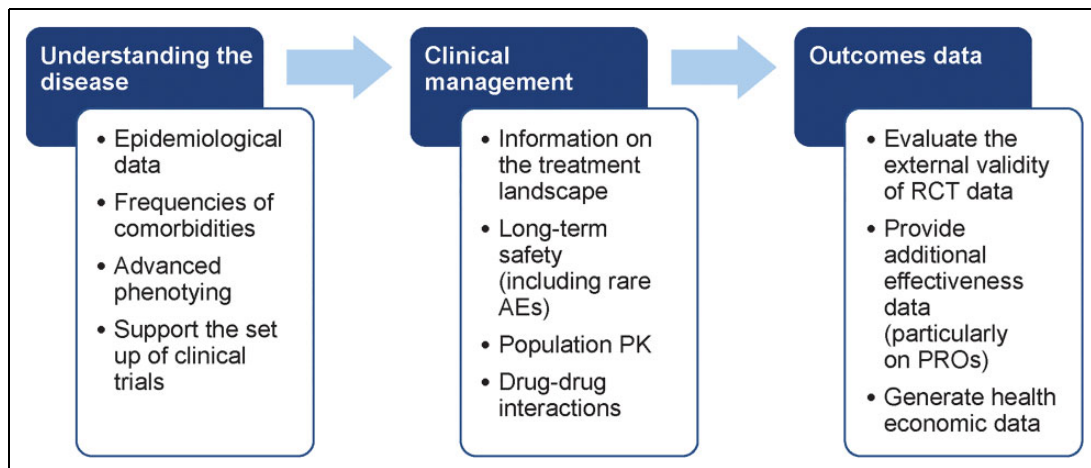 Understanding the
disease
• Epidemiological
data
• Frequencies of
comorbidities
• Advanced
phenotying
• Support the set
up of clinical
trials
Clinical
management
• Information on
the treatment
landscape
• Long-term
safety
(including rare
AEs)
• Population PK
• Drug-drug
interactions
Outcomes data
• Evaluate the
external validity
of RCT data
• Provide
additional
effectiveness
data
(particularly
on PROs)
• Generate health
economic data